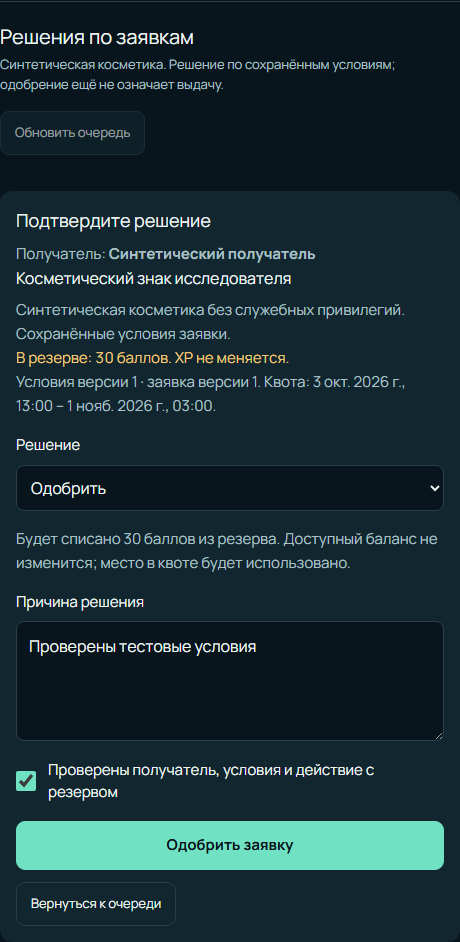 Решения по заявкам
Синтетическая косметика. Решение по сохранённым условиям;
одобрение ещё не означает выдачу.
Обновить очередь
Подтвердите решение
Получатель: Синтетический получатель
Косметический знак исследователя
Синтетическая косметика без служебных привилегий.
Сохранённые условия заявки.
В резерве: 30 баллов. XP не меняется.
Условия версии 1 · заявка версии 1. Квота: 3 окт. 2026 г.,
13:00 – 1 нояб. 2026 г., 03:00.
Решение
Одобрить
Будет списано 30 баллов из резерва. Доступный баланс не
изменится; место в квоте будет использовано.
Причина решения
Проверены тестовые условия
Проверены получатель, условия и действие с
резервом
Одобрить заявку
Вернуться к очереди